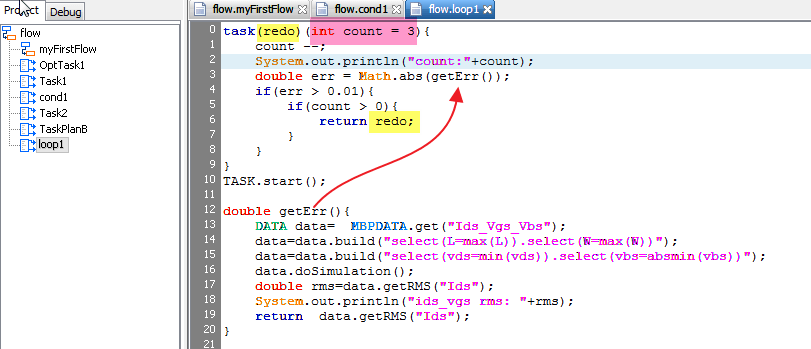 Project
Debug
flow
myFirstFlow
OptTask1
Task1
cond1
Task2
TaskPlanB
loop1
flow.myFirstFlow
flow.cond1
flow.loop1
0 task(redo)(int count = 3){
1 count --;
2 System.out.println("count:"+count);
3 double err = Math.abs(getErr());
4 if(err > 0.01){
5 if(count > 0){
6 return redo;
7 }
8 }
9 }
10 TASK.start();
11
12 double getErr(){
13 DATA data= MBPDATA.get("Ids_Vgs_Vbs");
14 data=data.build("select(L=max(L)).select(W=max(W))");
15 data=data.build("select(vds=min(vds)).select(vbs=absmin(vbs))");
16 data.doSimulation();
17 double rms=data.getRMS("Ids");
18 System.out.println("ids_vgs rms: "+rms);
19 return data.getRMS("Ids");
20 }
21